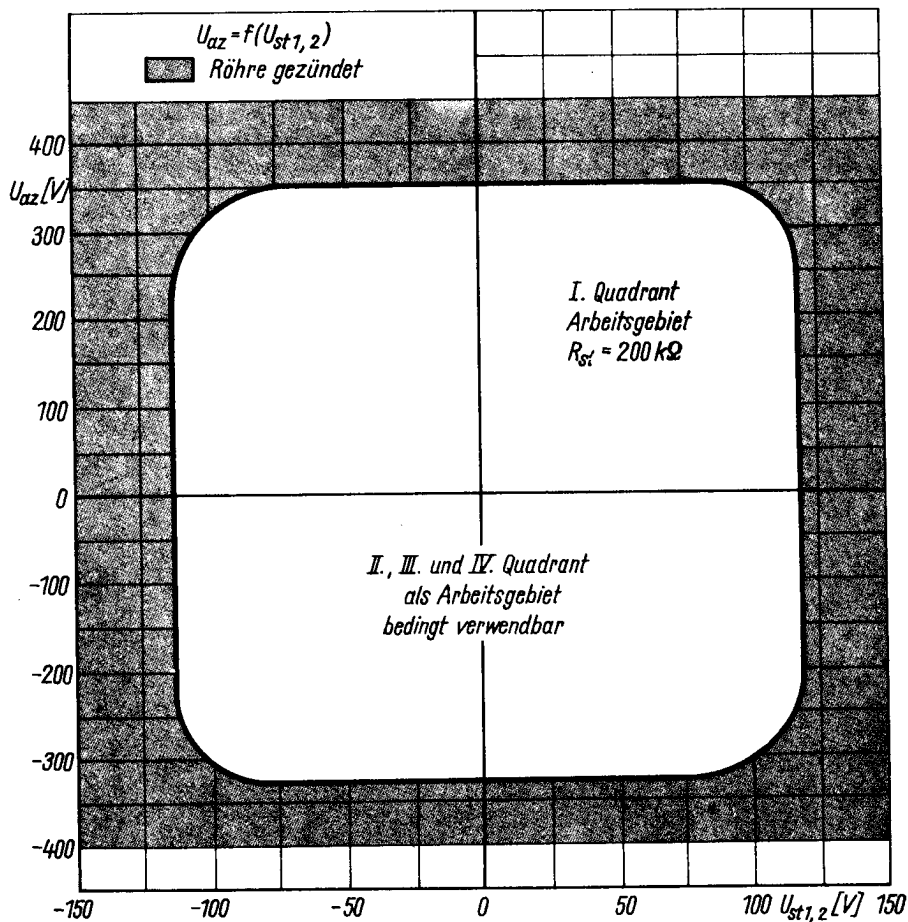 U_az = f(U_st1,2)
Röhre gezündet
400
U_az [V]
300
200
100
0
-100
-200
-300
-400
I. Quadrant
Arbeitsgebiet
R_st = 200 kΩ
II., III. und IV. Quadrant
als Arbeitsgebiet
bedingt verwendbar
-150
-100
-50
0
50
100
U_st1,2 [V]
150